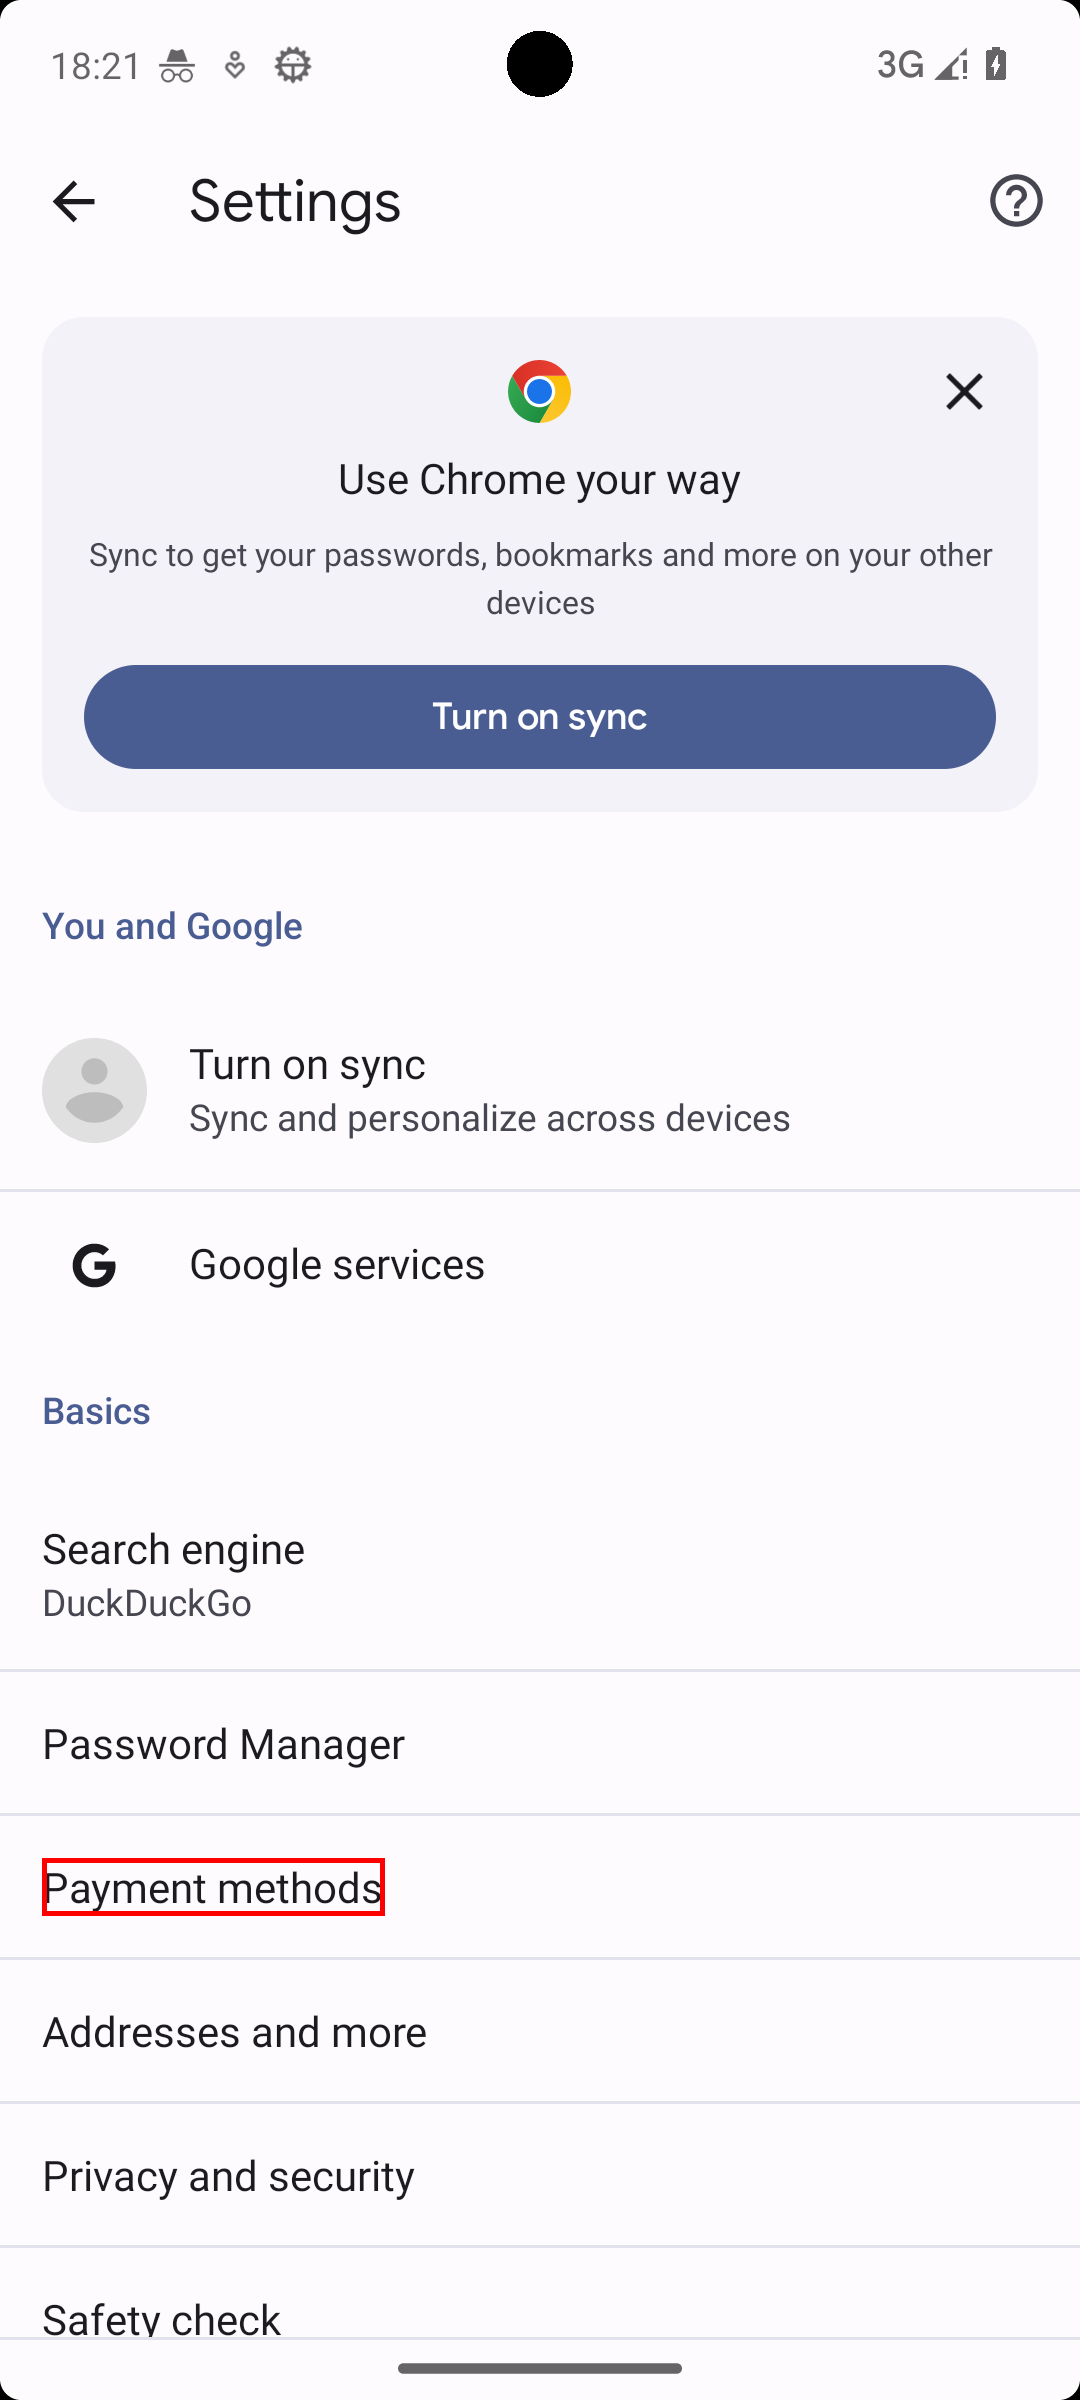 18:21
3G
Settings
Use Chrome your way
Sync to get your passwords, bookmarks and more on your other
devices
Turn on sync
You and Google
Turn on sync
Sync and personalize across devices
Google services
Basics
Search engine
DuckDuckGo
Password Manager
Payment methods
Addresses and more
Privacy and security
Safety check